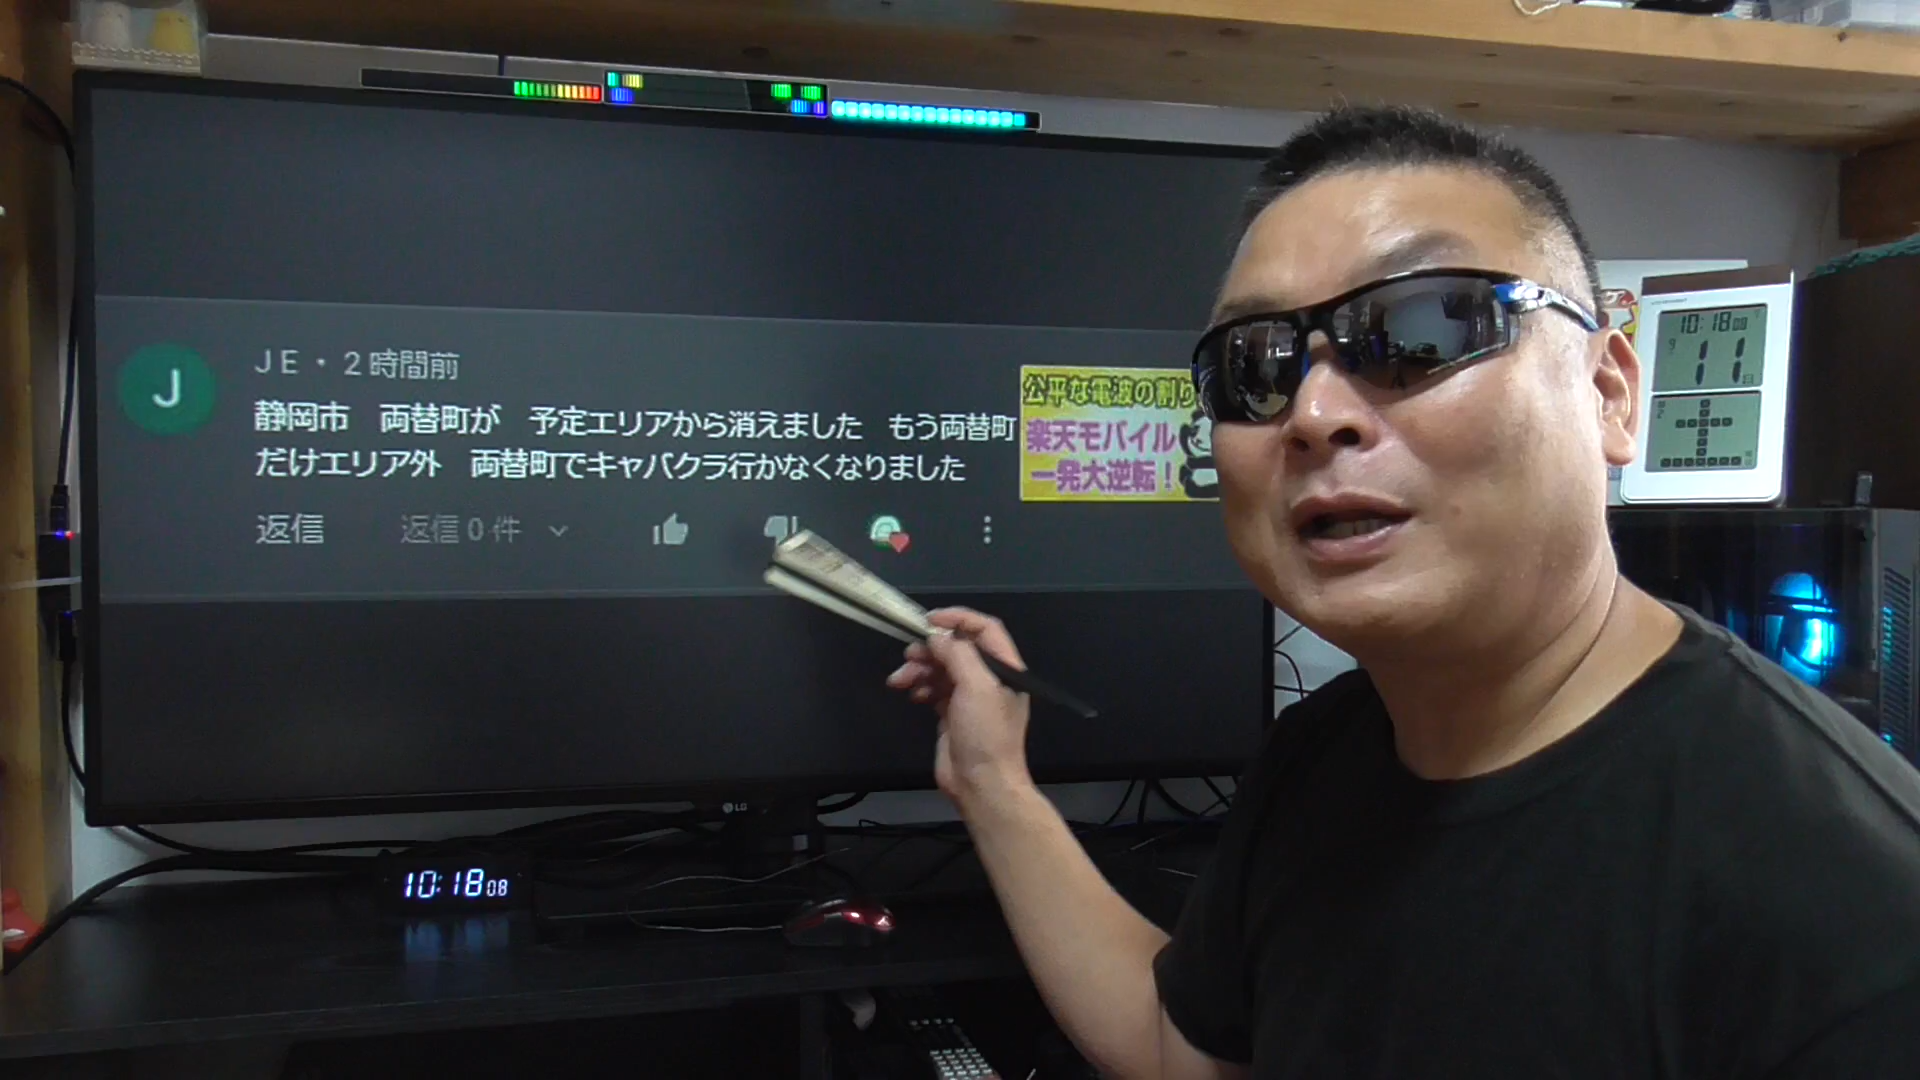 JE・2 時間前
J
静岡市　両替町が　予定エリアから消えました　もう両替町
だけエリア外　両替町でキャバクラ行かなくなりました
公平な電波の割り
楽天モバイル
一発大逆転！
返信
返信 0 件
10:18 08
11
LG
10:18 08